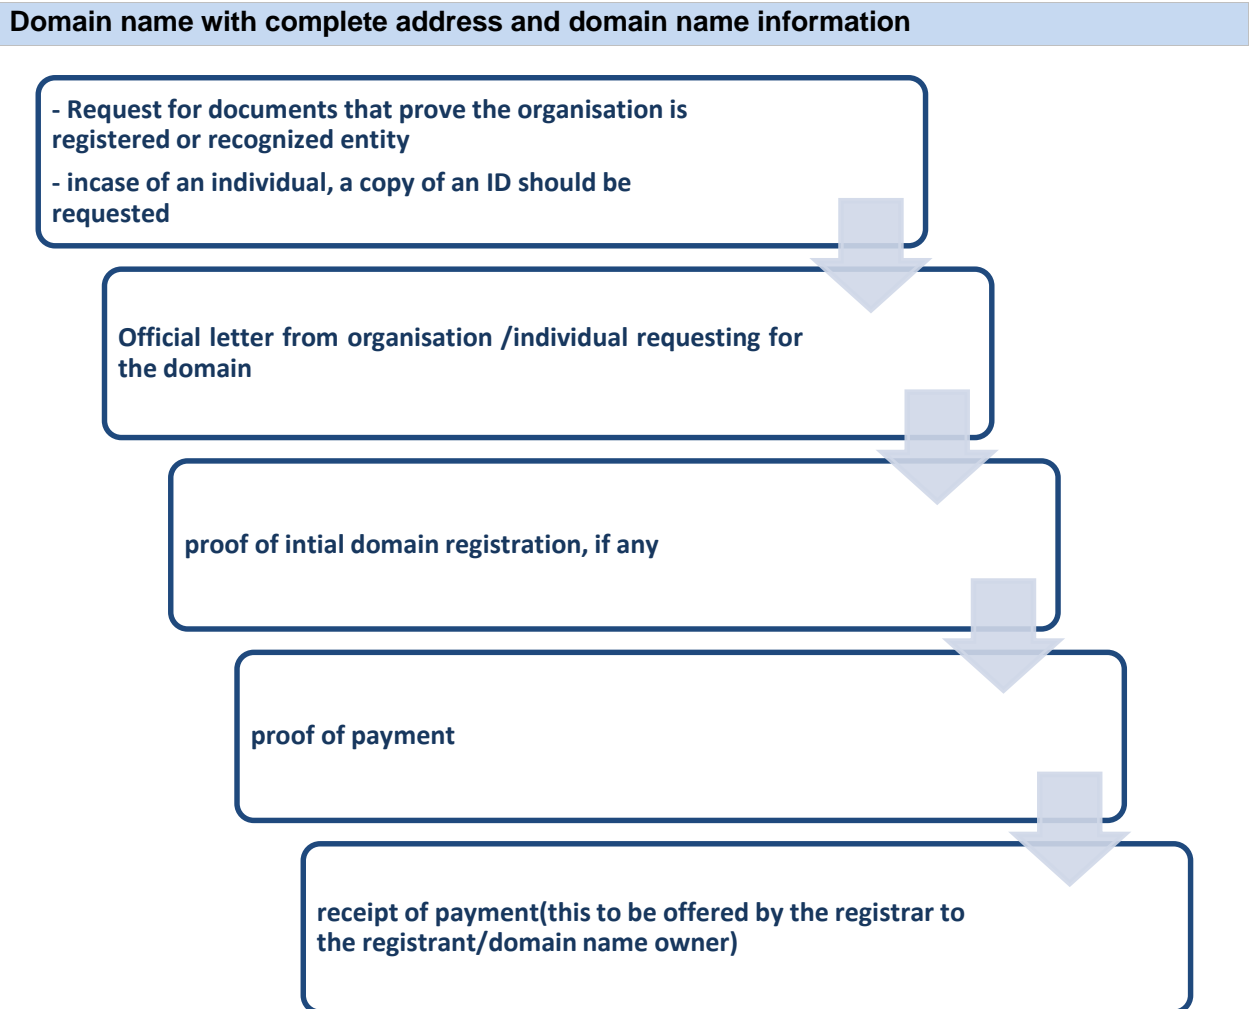 Domain name with complete address and domain name information
- Request for documents that prove the organisation is
registered or recognized entity
- incase of an individual, a copy of an ID should be
requested
Official letter from organisation /individual requesting for
the domain
proof of intial domain registration, if any
proof of payment
receipt of payment(this to be offered by the registrar to
the registrant/domain name owner)